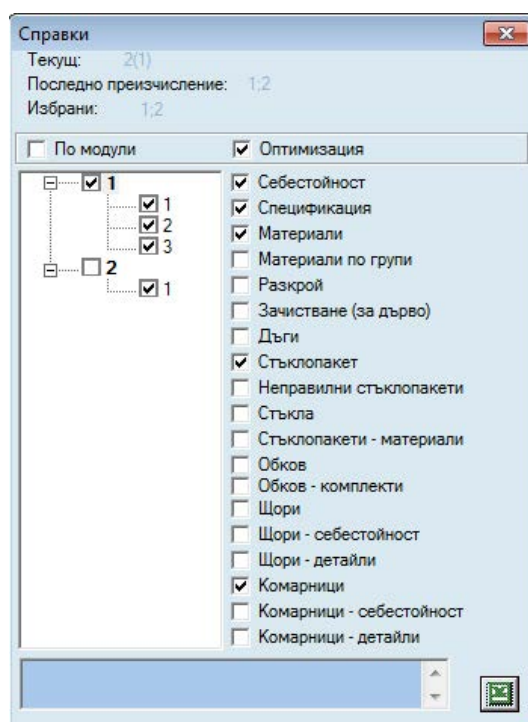 Справки
Текущ: 2(1)
Последно преизчисление: 1;2
Избрани: 1;2
По модули
Оптимизация
1
1
2
3
2
1
Себестойност
Спецификация
Материали
Материали по групи
Разкрой
Зачистване (за дърво)
Дъги
Стъклопакет
Неправилни стъклопакети
Стъкла
Стъклопакети - материали
Обков
Обков - комплекти
Щори
Щори - себестойност
Щори - детайли
Комарници
Комарници - себестойност
Комарници - детайли